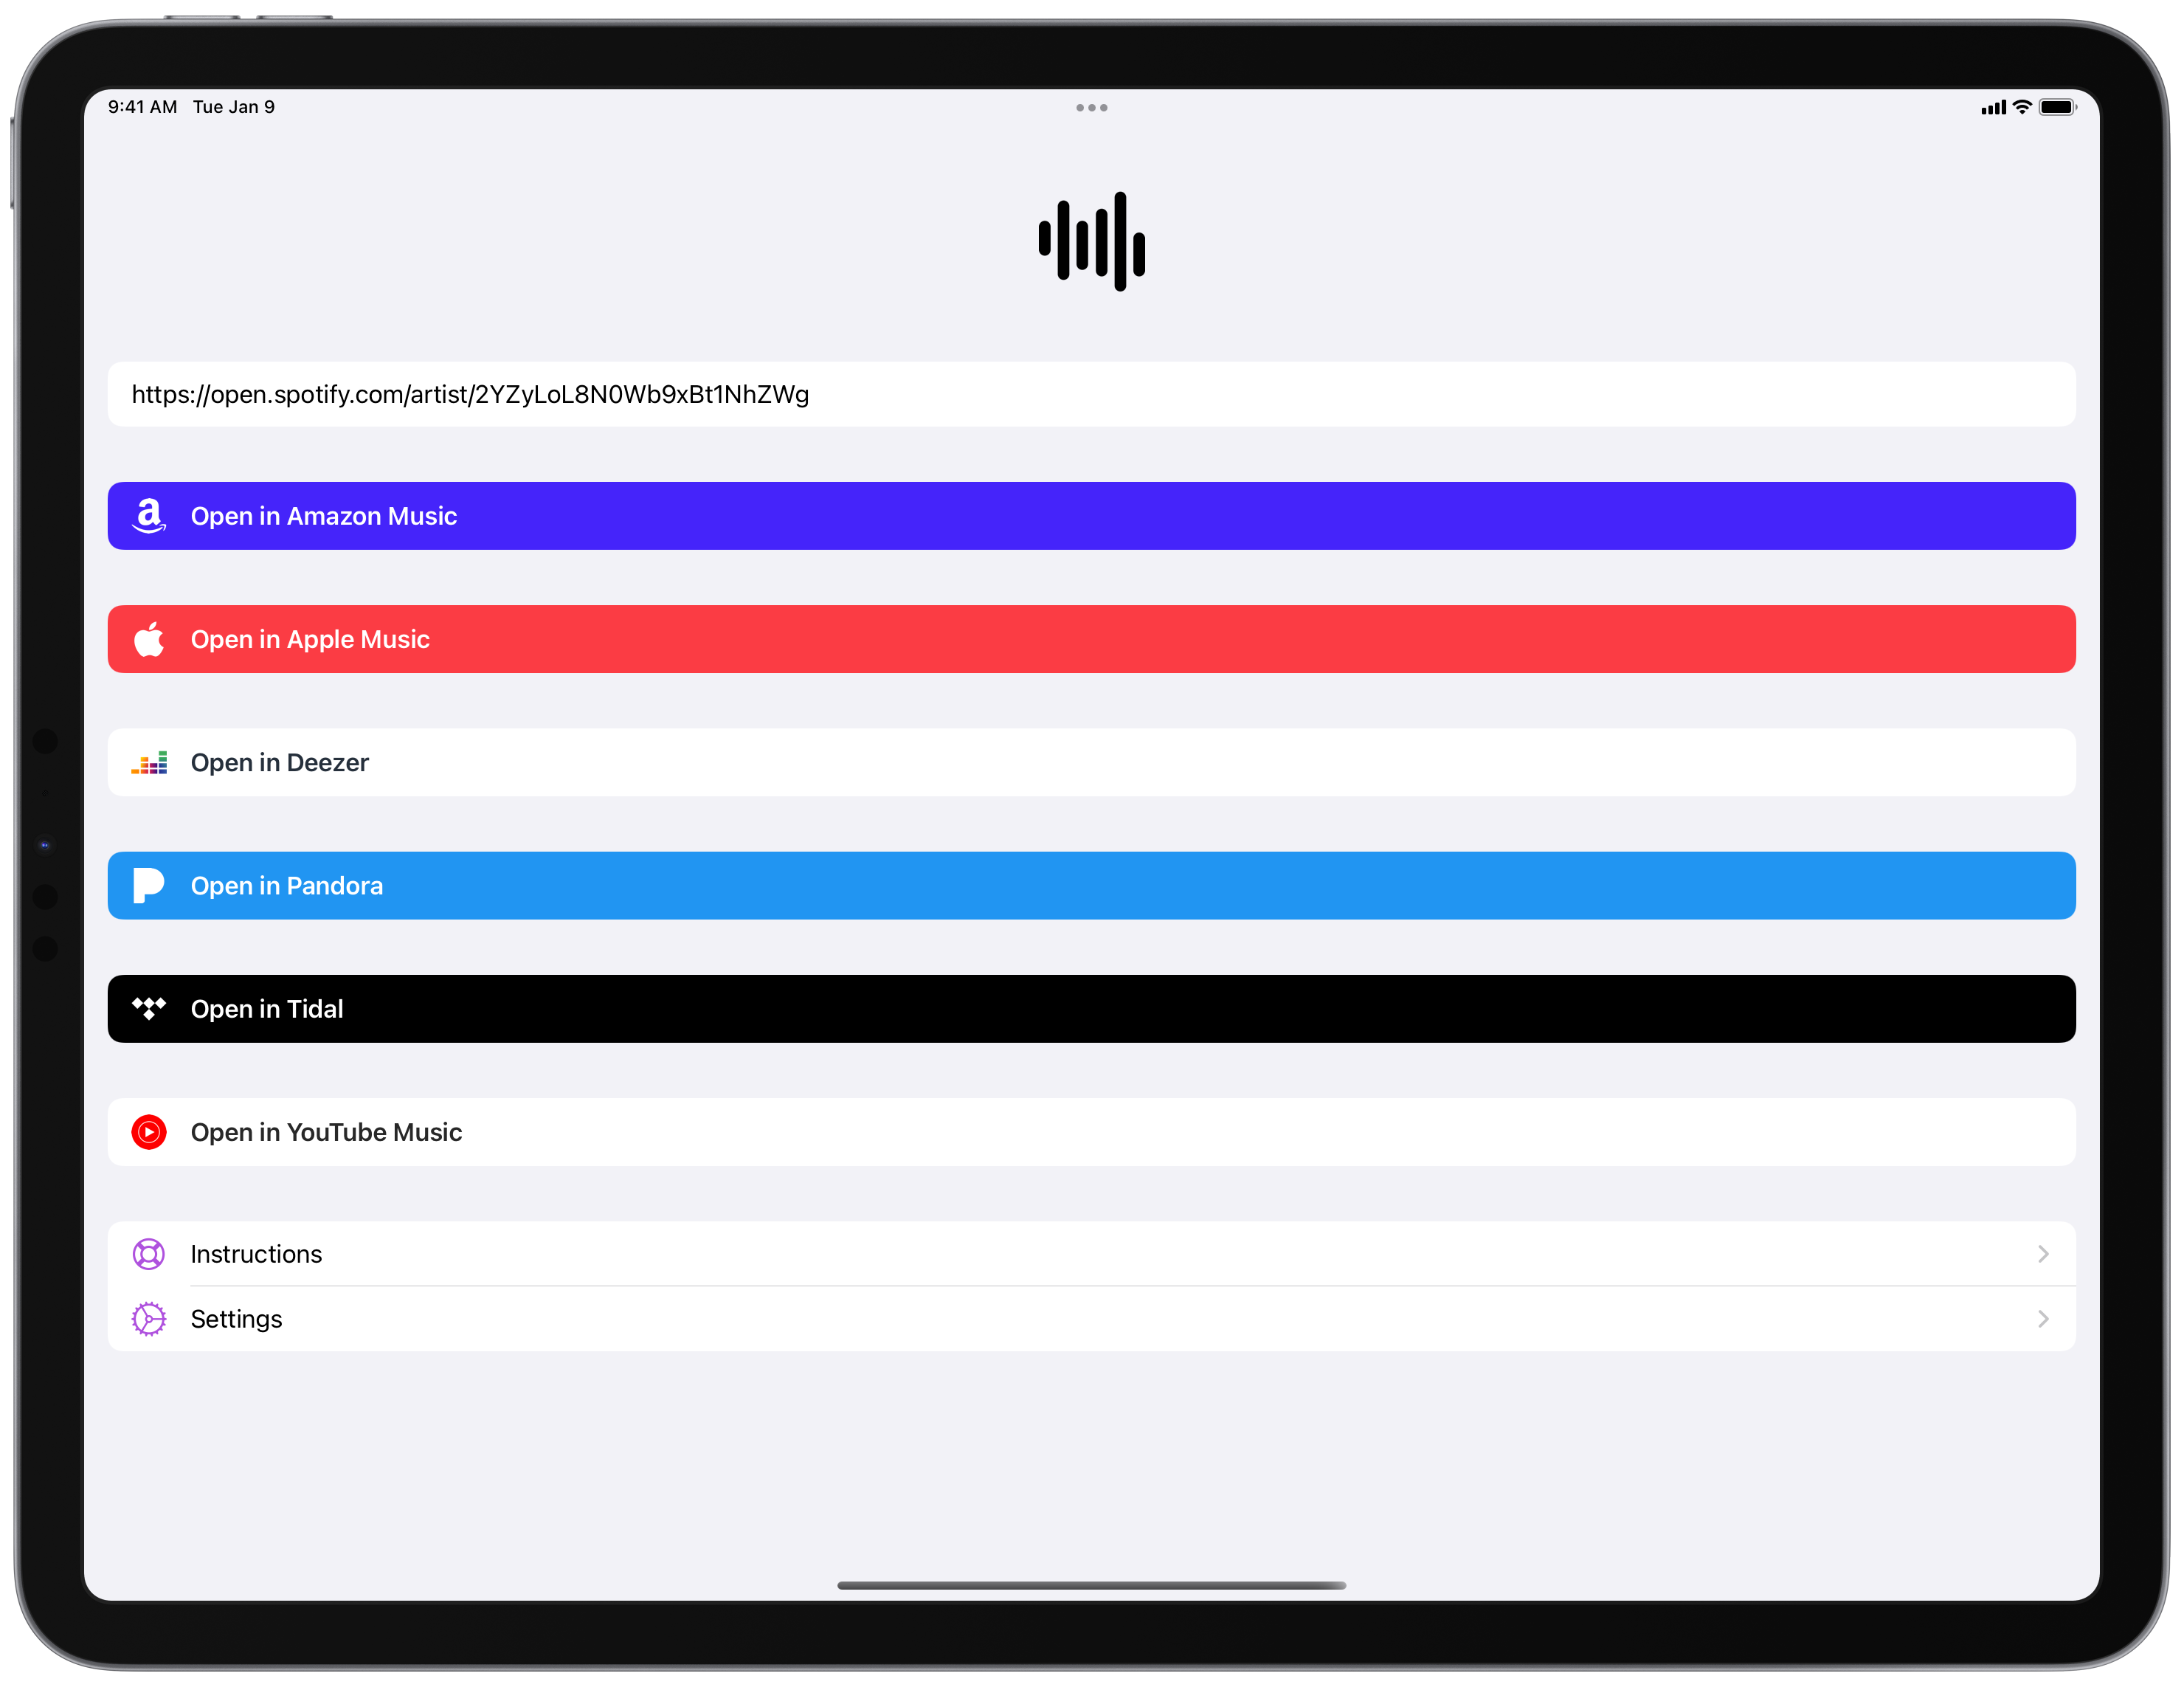 9:41 AM Tue Jan 9
https://open.spotify.com/artist/2YZyLoL8N0Wb9xBt1NhZWg
Open in Amazon Music
Open in Apple Music
Open in Deezer
Open in Pandora
Open in Tidal
Open in YouTube Music
Instructions
Settings